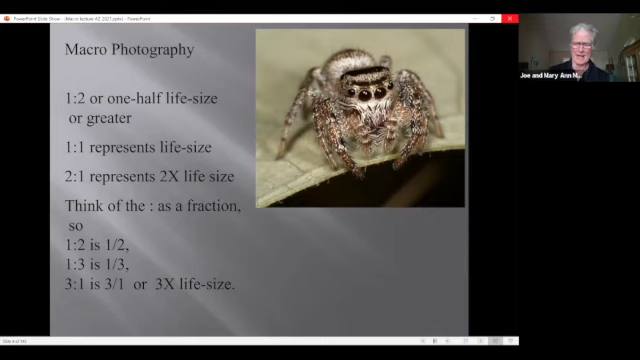 PowerPoint Slide Show - [Macro lecture AZ 2021.pptx] - PowerPoint
Macro Photography
1:2 or one-half life-size
or greater
1:1 represents life-size
2:1 represents 2X life size
Think of the : as a fraction,
so
1:2 is 1/2,
1:3 is 1/3,
3:1 is 3/1 or 3X life-size.
Joe and Mary Ann M...